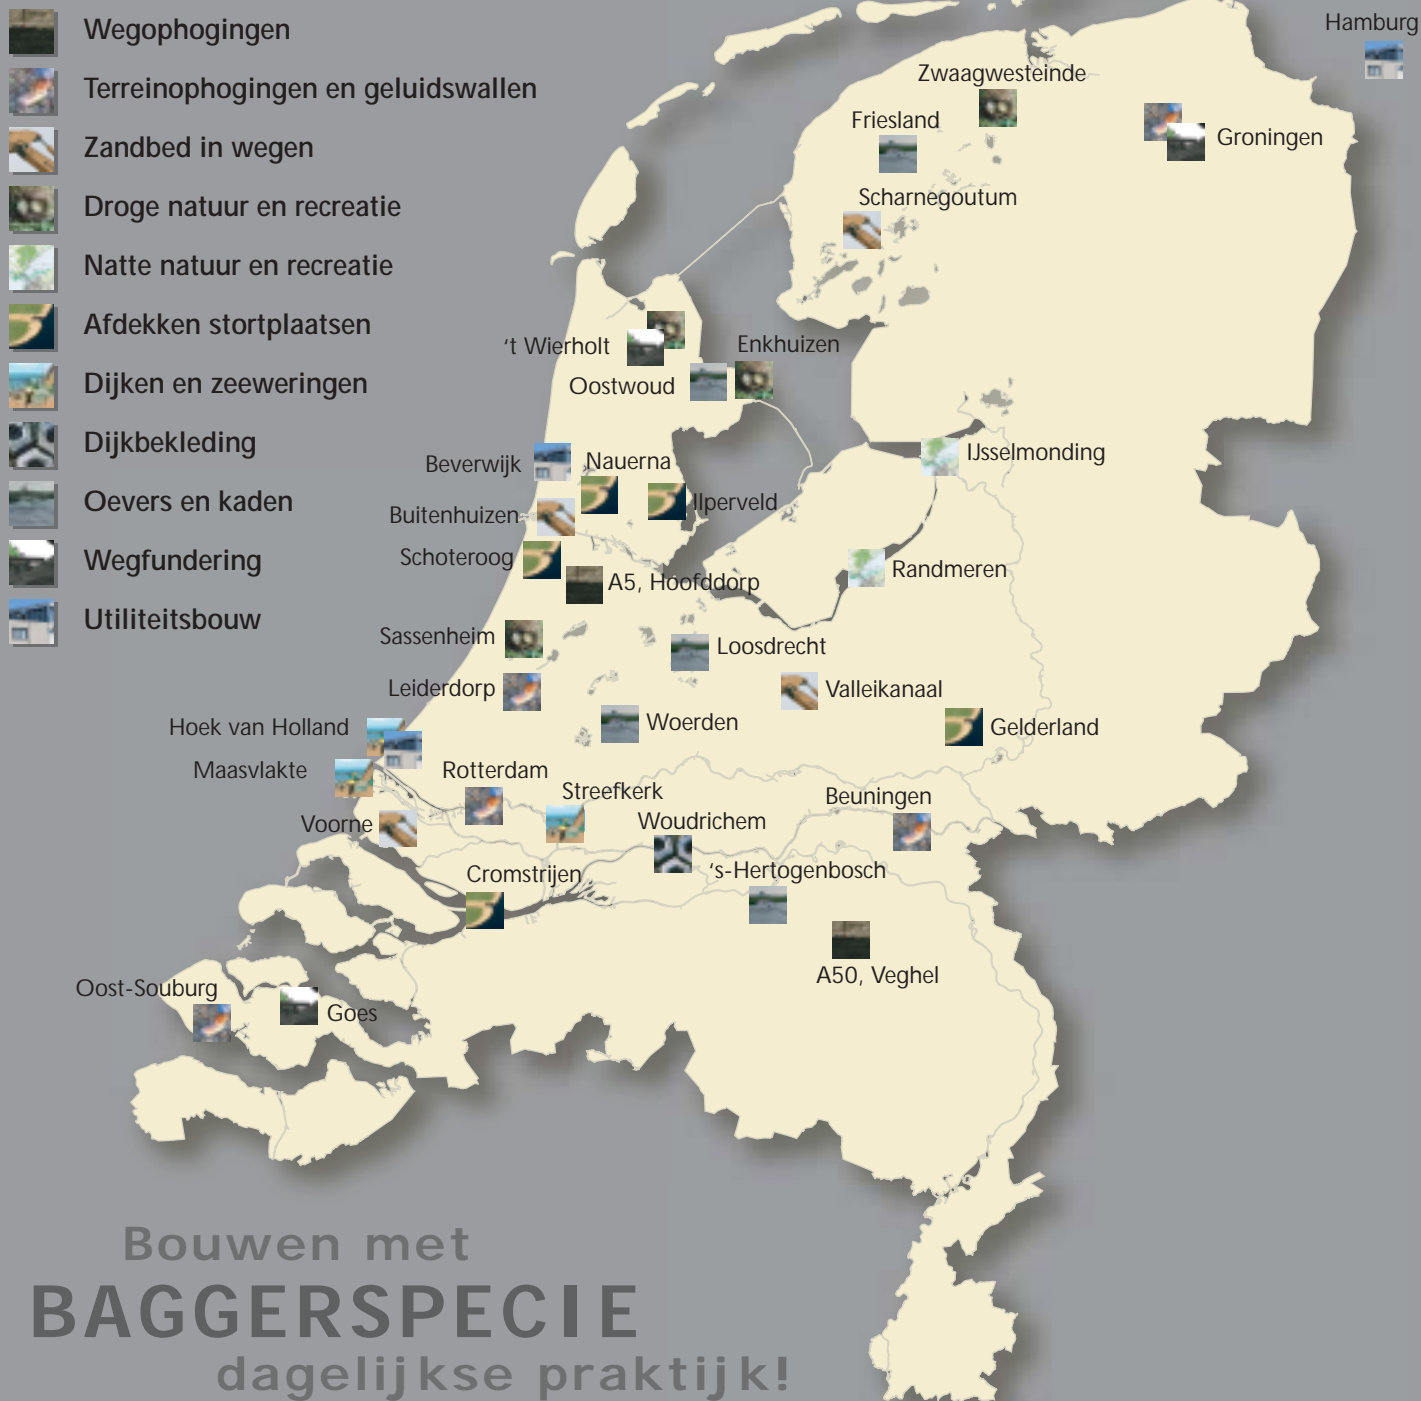 Wegophogingen
Terreinophogingen en geluidswallen
Zandbed in wegen
Droge natuur en recreatie
Natte natuur en recreatie
Afdekken stortplaatsen
Dijken en zeeweringen
Dijkbekleding
Oevers en kaden
Wegfundering
Utiliteitsbouw
Hamburg
Zwaagwesteinde
Friesland
Groningen
Scharnegoutum
't Wierholt
Enkhuizen
Oostwoud
Beverwijk
Nauerna
IJsselmonding
Ilperveld
Buitenhuizen
Schoteroog
A5, Hoofddorp
Randmeren
Sassenheim
Loosdrecht
Leiderdorp
Valleikanaal
Hoek van Holland
Woerden
Gelderland
Maasvlakte
Rotterdam
Streefkerk
Beuningen
Voorne
Woudrichem
Cromstrijen
's-Hertogenbosch
A50, Veghel
Oost-Souburg
Goes
Bouwen met
BAGGERSPECIE
dagelijkse praktijk!